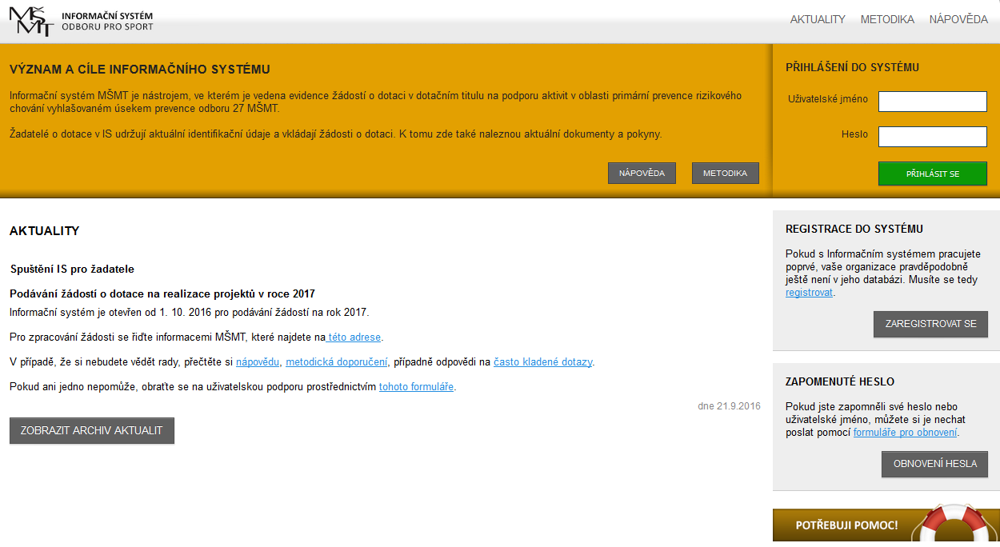 MŠMT
INFORMAČNÍ SYSTÉM
ODBORU PRO SPORT
AKTUALITY METODIKA NÁPOVĚDA
VÝZNAM A CÍLE INFORMAČNÍHO SYSTÉMU
Informační systém MŠMT je nástrojem, ve kterém je vedena evidence žádostí o dotaci v dotačním titulu na podporu aktivit v oblasti primární prevence rizikového
chování vyhlašovaném úsekem prevence odboru 27 MŠMT.
Žadatelé o dotace v IS udržují aktuální identifikační údaje a vkládají žádosti o dotaci. K tomu zde také naleznou aktuální dokumenty a pokyny.
NÁPOVĚDA METODIKA
PŘIHLÁŠENÍ DO SYSTÉMU
Uživatelské jméno
Heslo
PŘIHLÁSIT SE
AKTUALITY
Spuštění IS pro žadatele
Podávání žádostí o dotace na realizace projektů v roce 2017
Informační systém je otevřen od 1. 10. 2016 pro podávání žádostí na rok 2017.
Pro zpracování žádosti se řiďte informacemi MŠMT, které najdete na této adrese.
V případě, že si nebudete vědět rady, přečtěte si nápovědu, metodická doporučení, případně odpovědi na často kladené dotazy.
Pokud ani jedno nepomůže, obraťte se na uživatelskou podporu prostřednictvím tohoto formuláře.
dne 21.9.2016
ZOBRAZIT ARCHIV AKTUALIT
REGISTRACE DO SYSTÉMU
Pokud s Informačním systémem pracujete
poprvé, vaše organizace pravděpodobně
ještě není v jeho databázi. Musíte se tedy
registrovat.
ZAREGISTROVAT SE
ZAPOMENUTÉ HESLO
Pokud jste zapomněli své heslo nebo
uživatelské jméno, můžete si je nechat
poslat pomocí formuláře pro obnovení.
OBNOVENÍ HESLA
POTŘEBUJI POMOC!